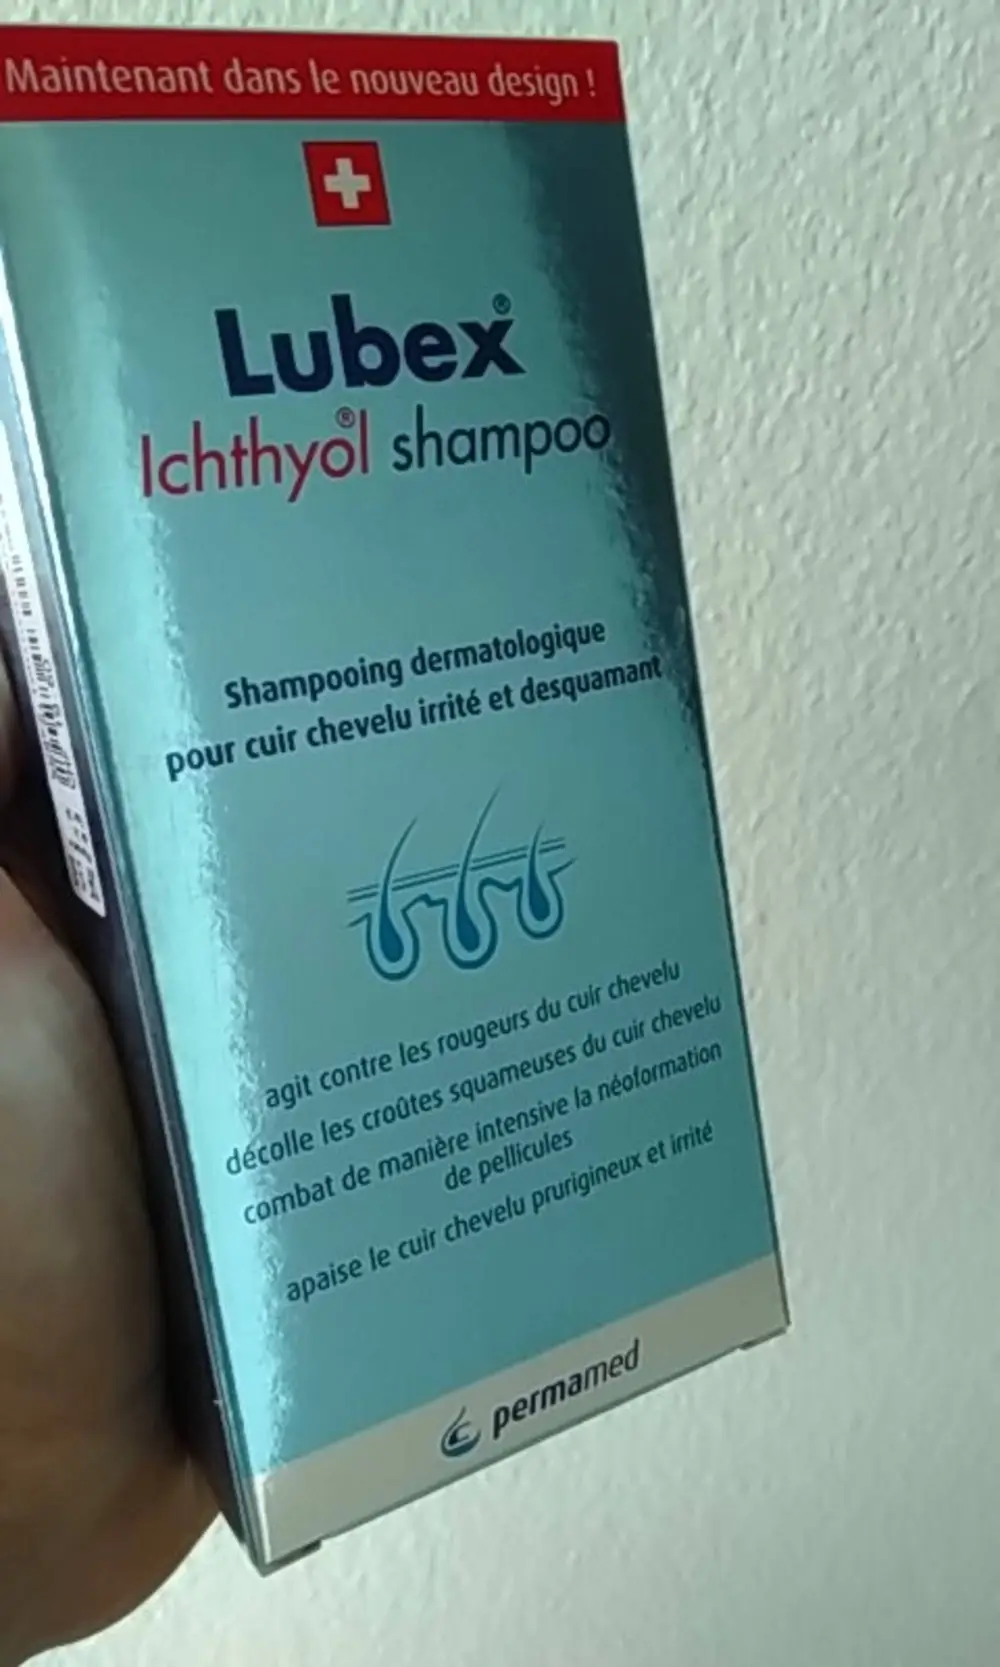 Maintenant dans le nouveau design !
Lubex®
Ichthyol® shampoo
Shampooing dermatologique
pour cuir chevelu irrité et desquamant
agit contre les rougeurs du cuir chevelu
décolle les croûtes squameuses du cuir chevelu
combat de manière intensive la néoformation
de pellicules
apaise le cuir chevelu prurigineux et irrité
permamed